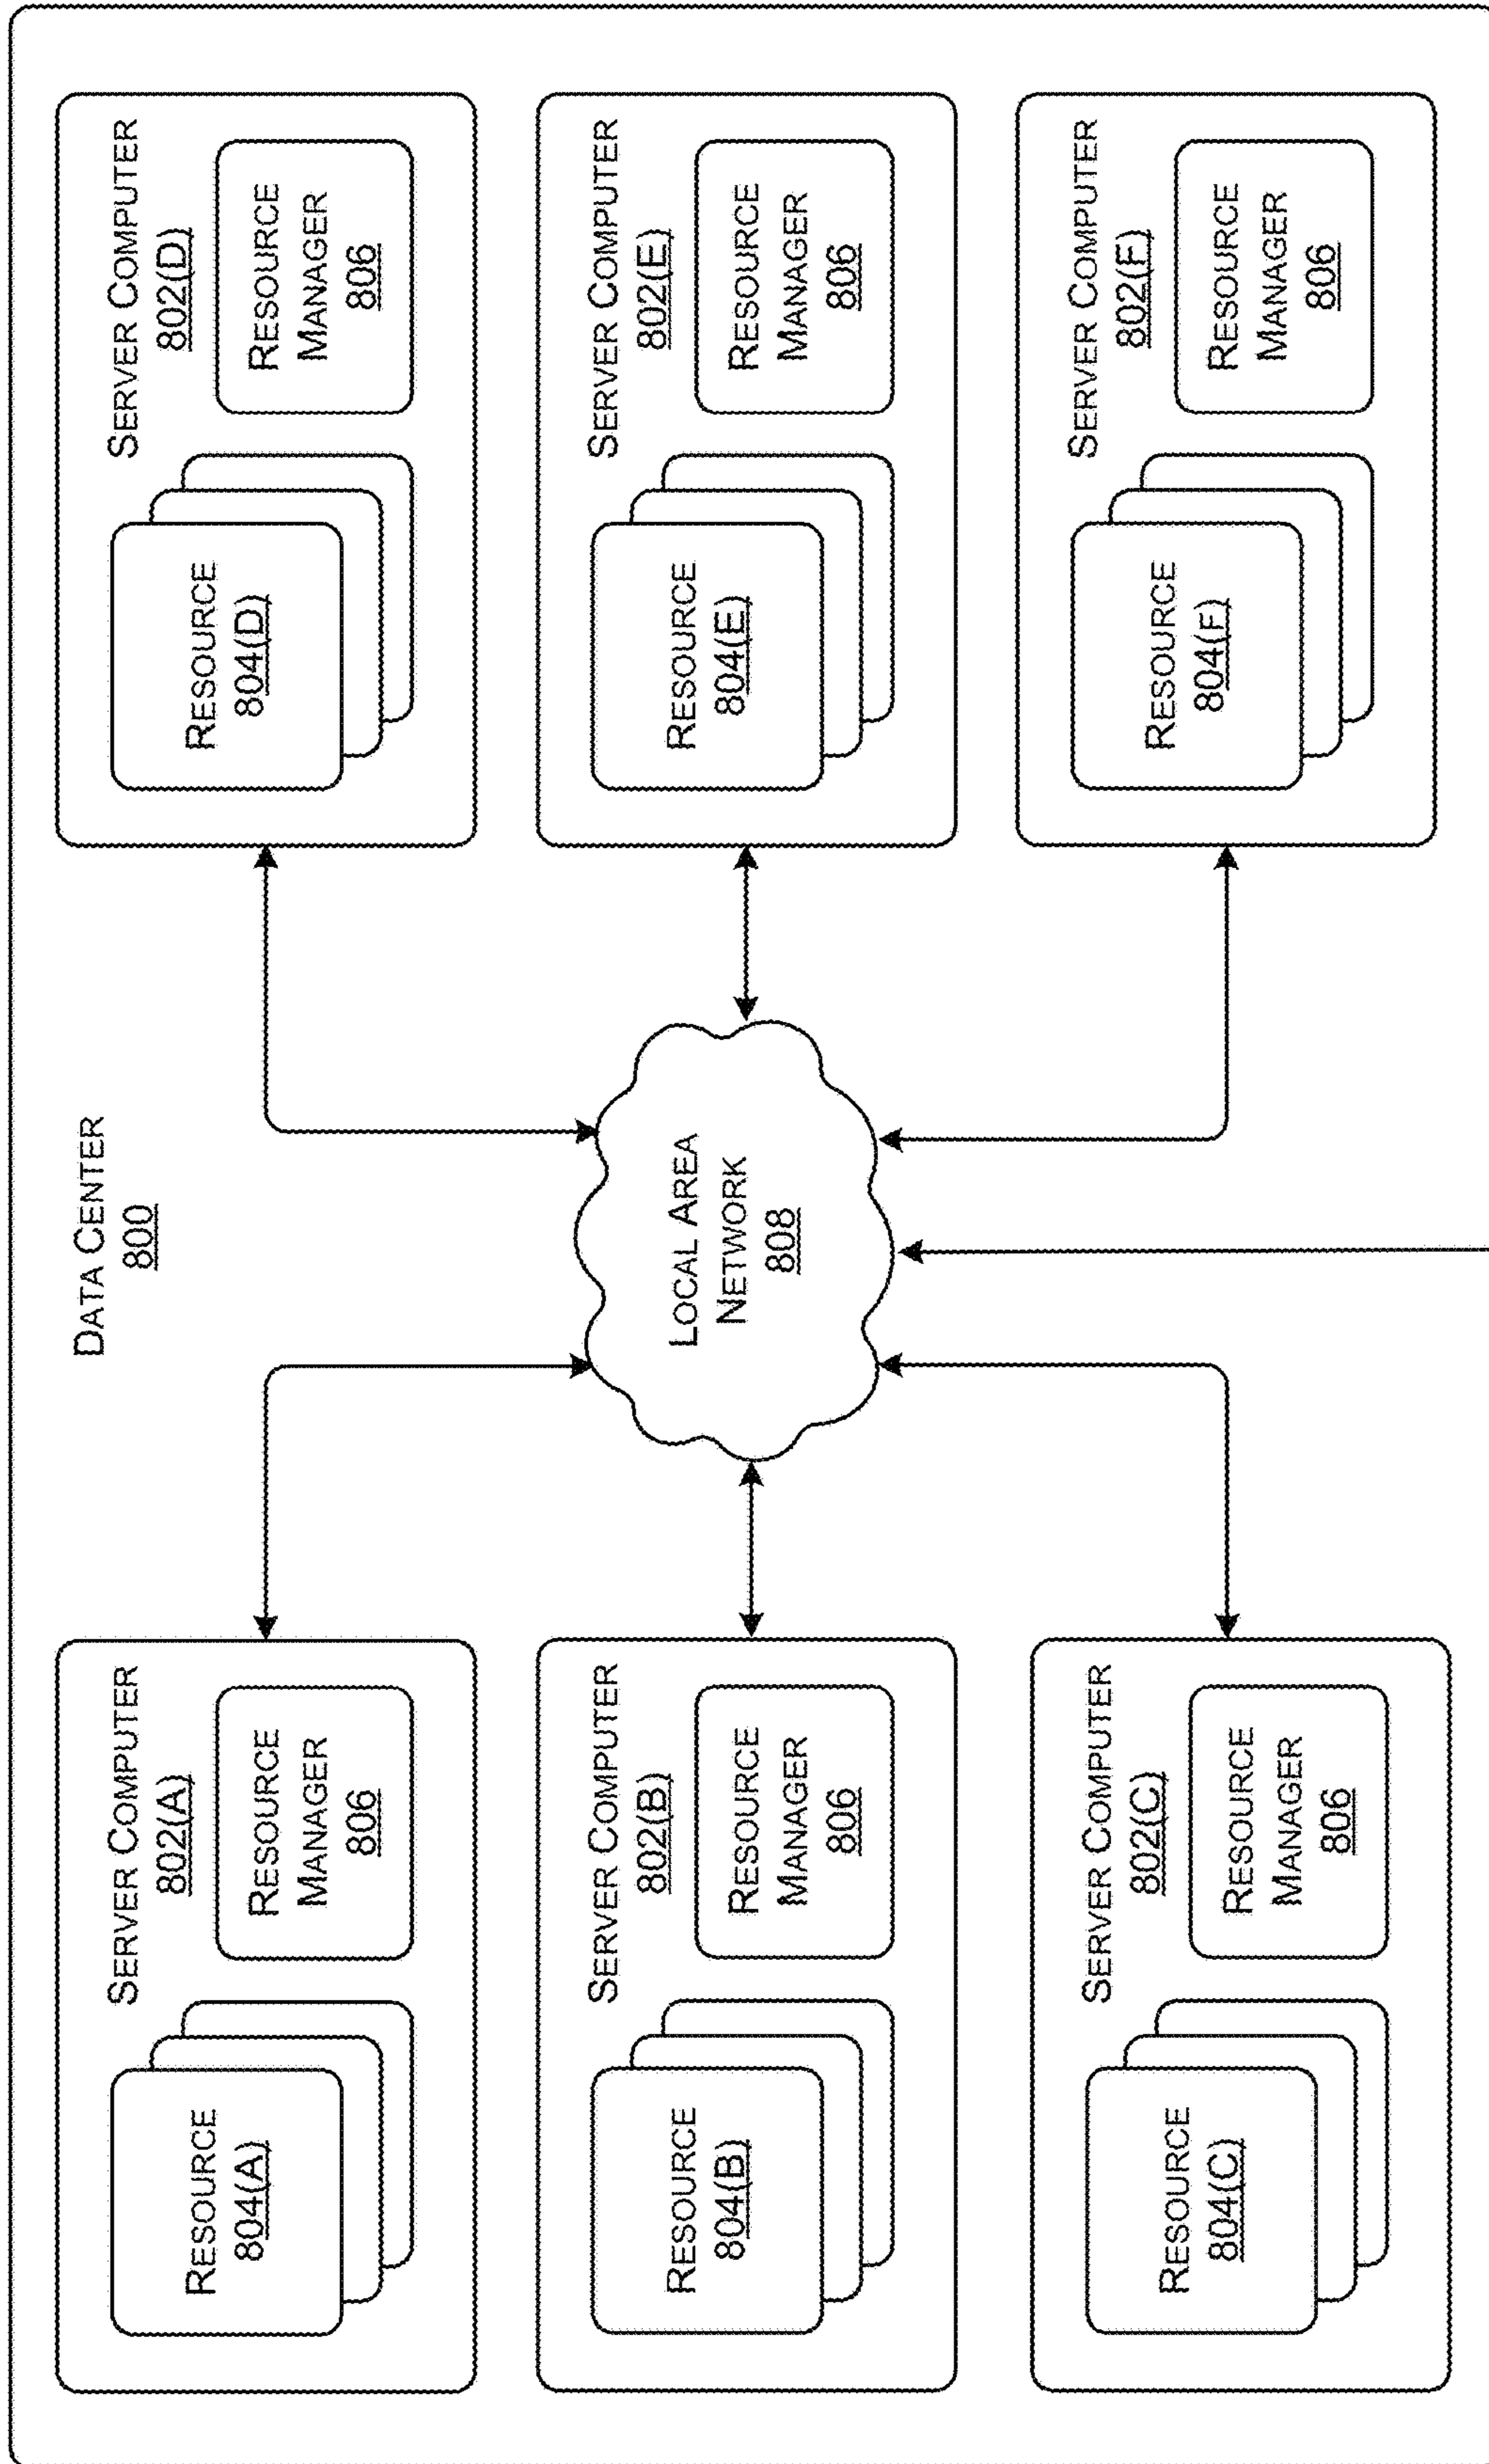 DATA CENTER
800
SERVER COMPUTER
802(A)
RESOURCE
804(A)
RESOURCE
MANAGER
806
SERVER COMPUTER
802(D)
RESOURCE
804(D)
RESOURCE
MANAGER
806
SERVER COMPUTER
802(B)
RESOURCE
804(B)
RESOURCE
MANAGER
806
LOCAL AREA
NETWORK
808
SERVER COMPUTER
802(E)
RESOURCE
804(E)
RESOURCE
MANAGER
806
SERVER COMPUTER
802(C)
RESOURCE
804(C)
RESOURCE
MANAGER
806
SERVER COMPUTER
802(F)
RESOURCE
804(F)
RESOURCE
MANAGER
806